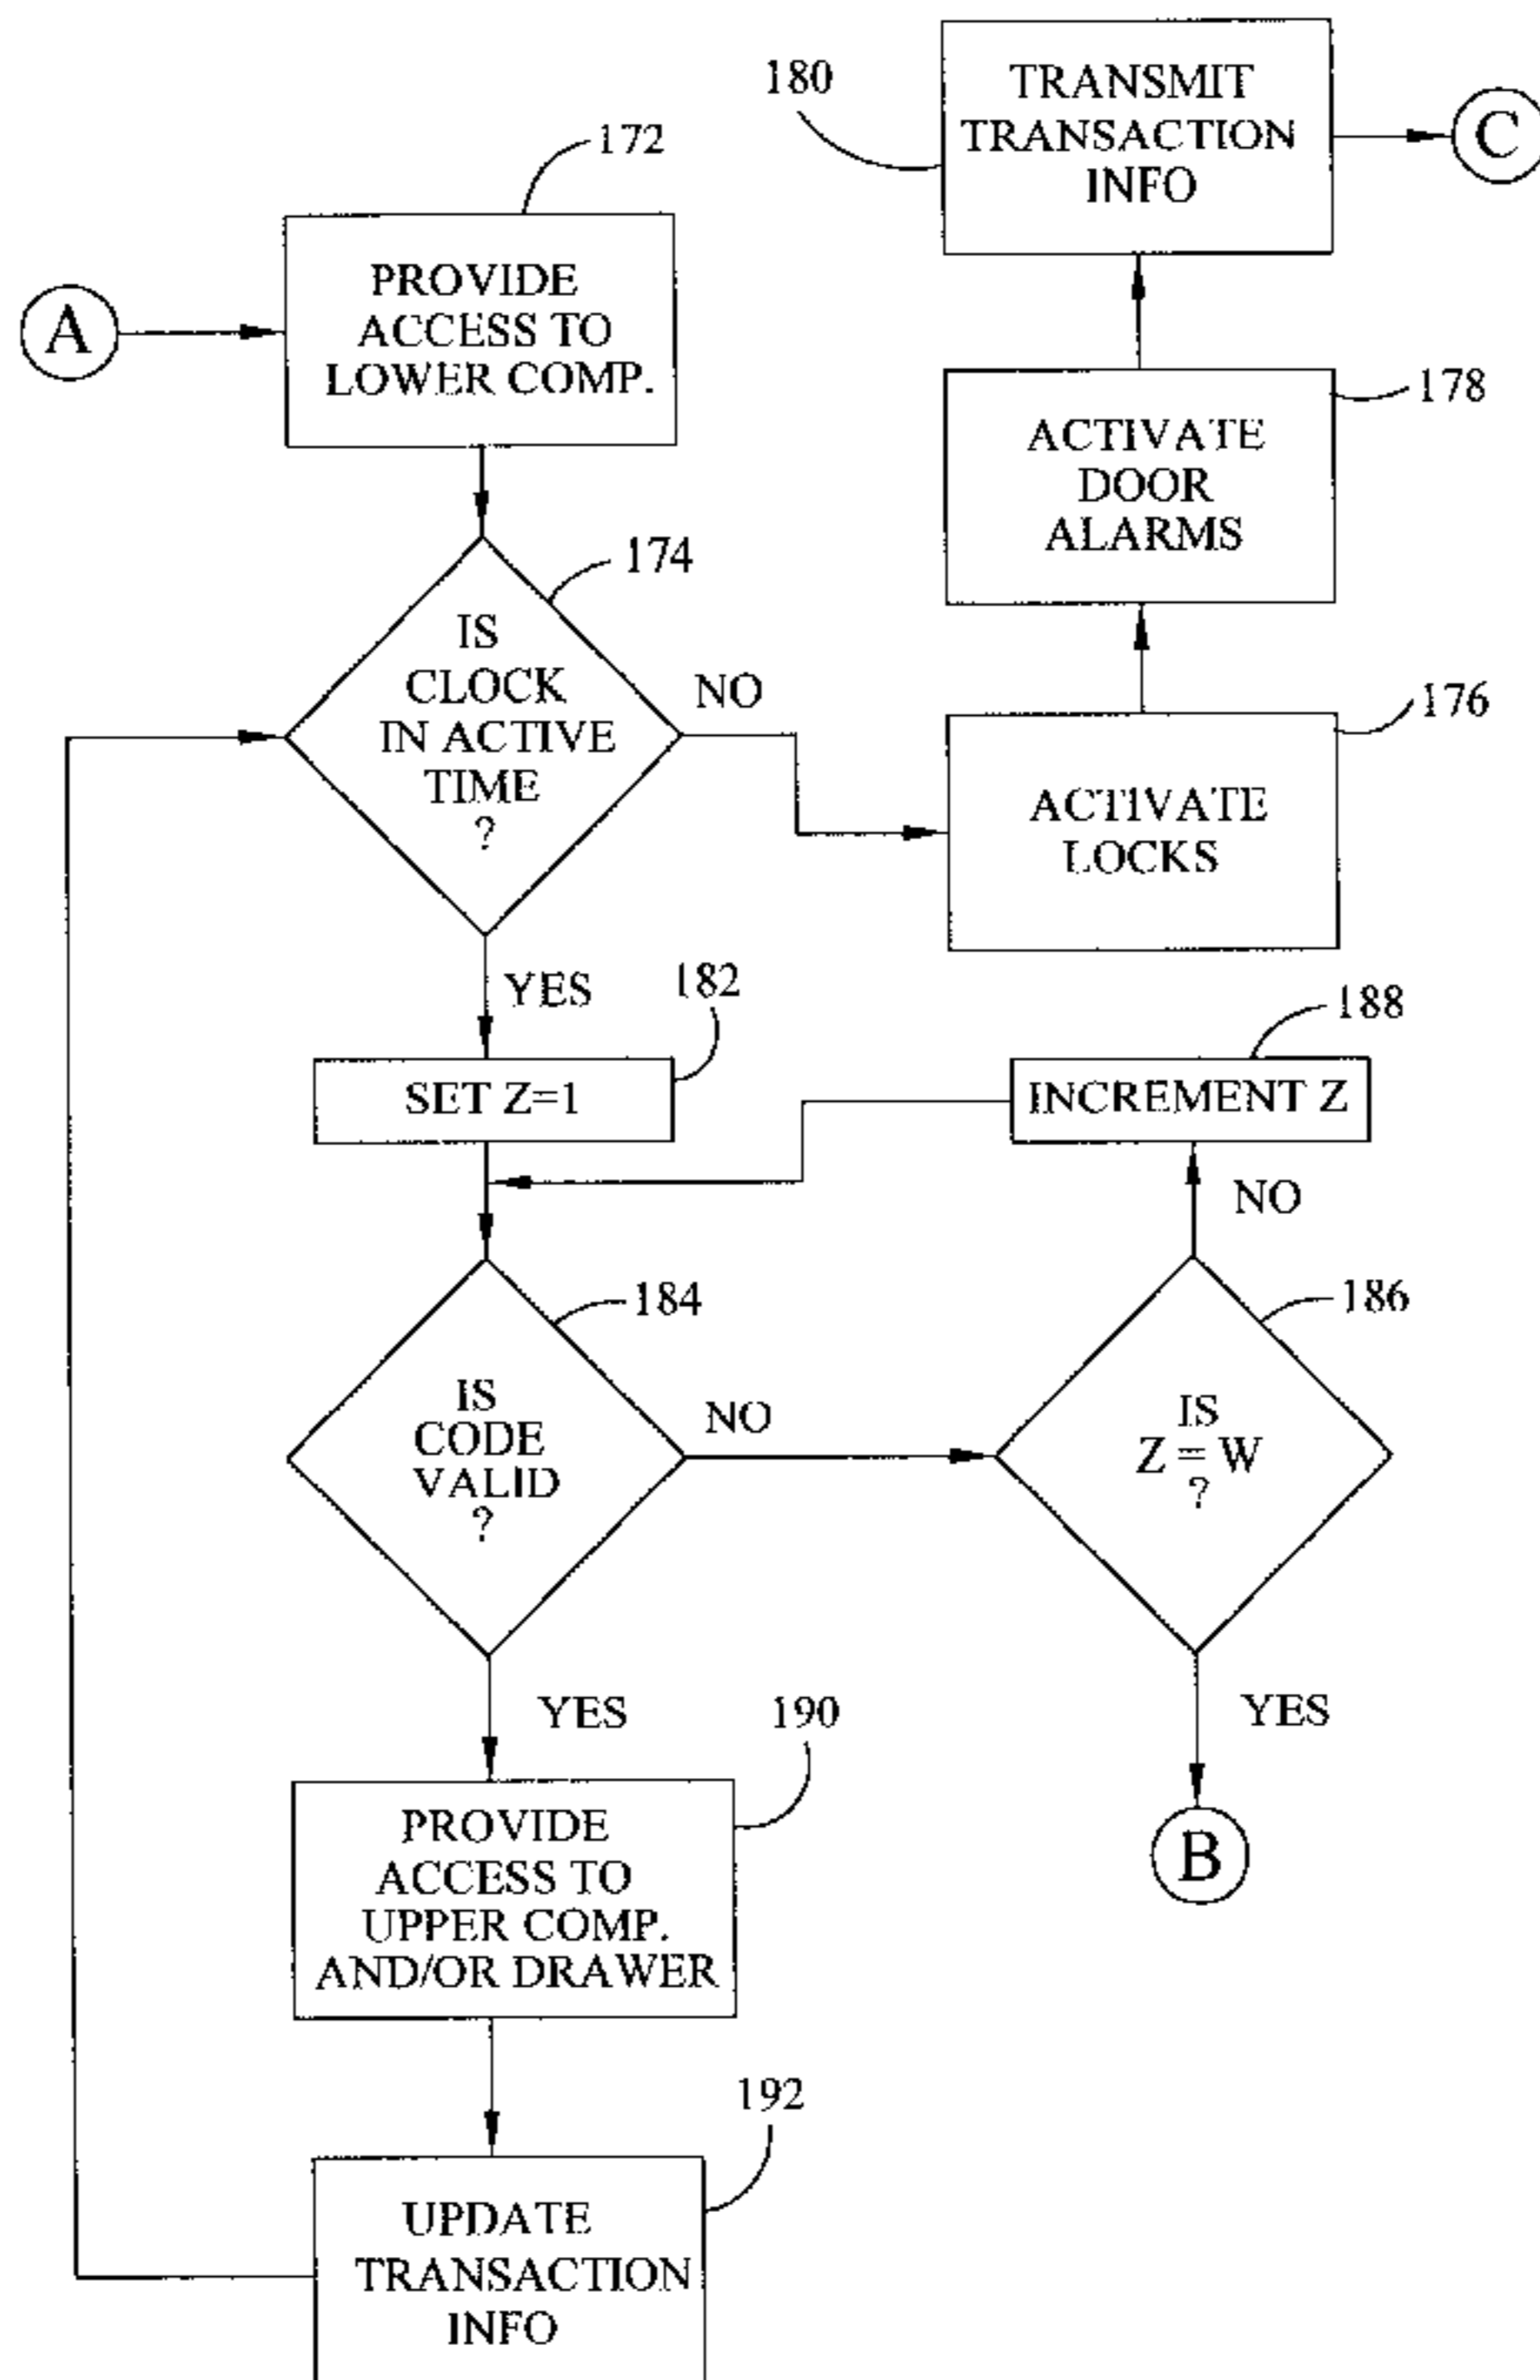 180
TRANSMIT
TRANSACTION
INFO
C
172
PROVIDE
ACCESS TO
LOWER COMP.
A
178
ACTIVATE
DOOR
ALARMS
174
IS
CLOCK
IN ACTIVE
TIME
?
NO
176
ACTIVATE
LOCKS
YES
182
SET Z=1
188
INCREMENT Z
NO
184
IS
CODE
VALID
?
NO
186
IS
Z = W
?
YES
B
YES
190
PROVIDE
ACCESS TO
UPPER COMP.
AND/OR DRAWER
192
UPDATE
TRANSACTION
INFO